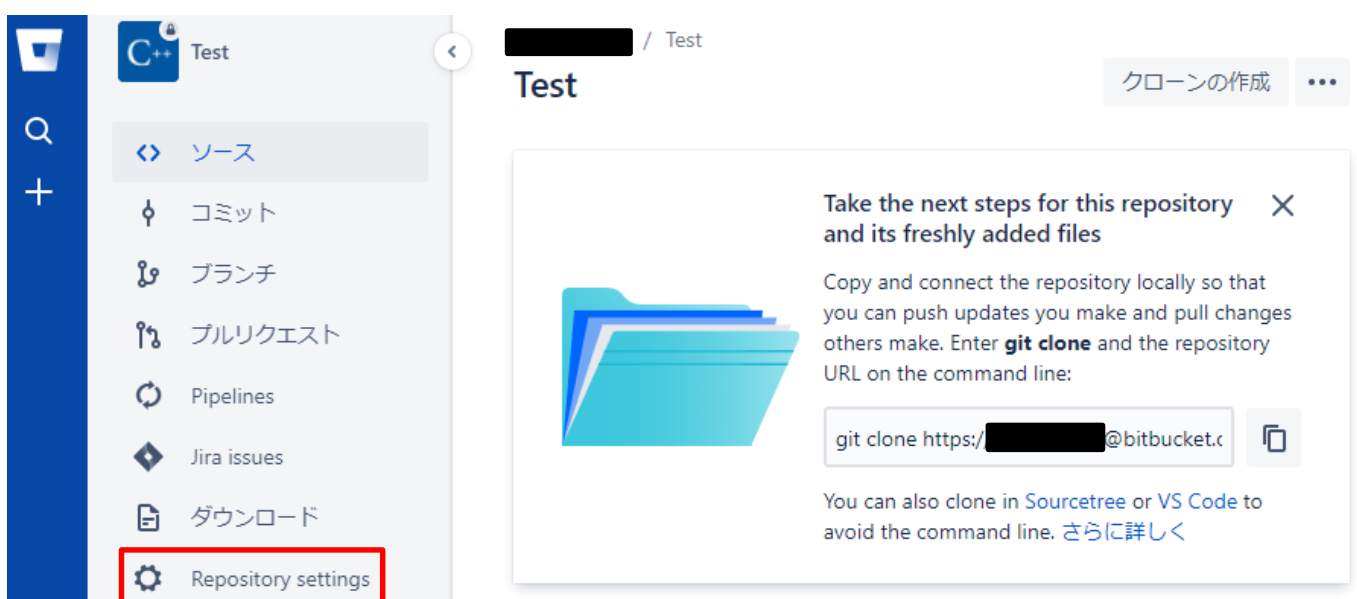 C++
Test
ソース
コミット
ブランチ
プルリクエスト
Pipelines
Jira issues
ダウンロード
Repository settings
/ Test
Test
クローンの作成
Take the next steps for this repository
and its freshly added files
Copy and connect the repository locally so that
you can push updates you make and pull changes
others make. Enter git clone and the repository
URL on the command line:
git clone https:/ @bitbucket.c
You can also clone in Sourcetree or VS Code to
avoid the command line. さらに詳しく